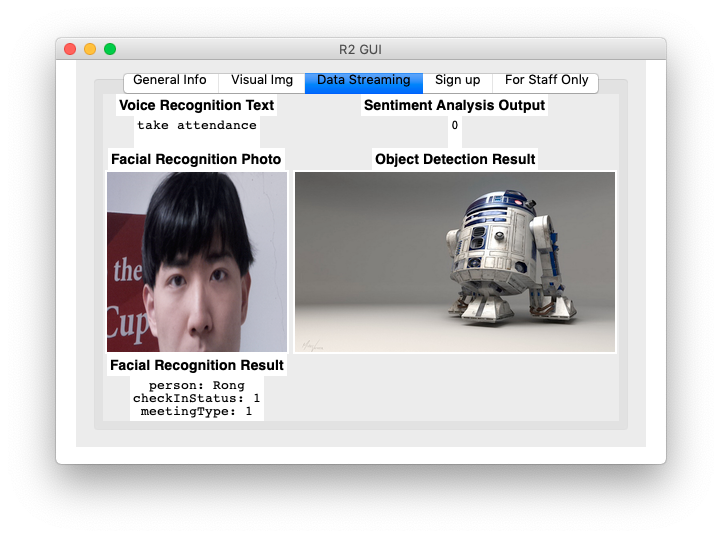 R2 GUI
General Info
Visual Img
Data Streaming
Sign up
For Staff Only
Voice Recognition Text
Sentiment Analysis Output
take attendance
0
Facial Recognition Photo
Object Detection Result
the
Cup
Facial Recognition Result
person: Rong
checkInStatus: 1
meetingType: 1